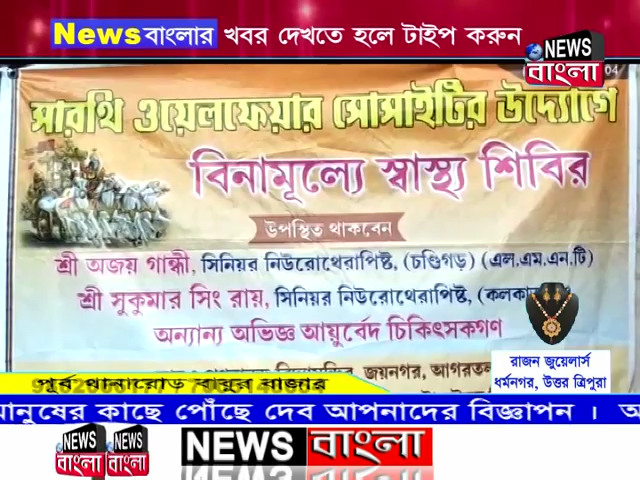 Newsবাংলার খবর দেখতে হলে টাইপ করুন
NEWS
বাংলা
04
সারথি ওয়েলফেয়ার সোসাইটির উদ্যোগে
বিনামূল্যে স্বাস্থ্য শিবির
উপস্থিত থাকবেন
শ্রী অজয় গান্ধী, সিনিয়র নিউরোথেরাপিষ্ট, (চণ্ডিগড়) (এল.এম.এন.টি)
শ্রী সুকুমার সিং রায়, সিনিয়র নিউরোথেরাপিষ্ট,
অন্যান্য অভিজ্ঞ আয়ুর্বেদ চিকিৎসকগণ
জয়নগর,
রাজন জুয়েলার্স
ধর্মনগর, উত্তর ত্রিপুরা
পূর্ব থানারোড বাবুর বাজার
মানুষের কাছে পৌঁছে দেব আপনাদের বিজ্ঞাপন ।
NEWS NEWS
বাংলা বাংলা
NEWS বাংলা